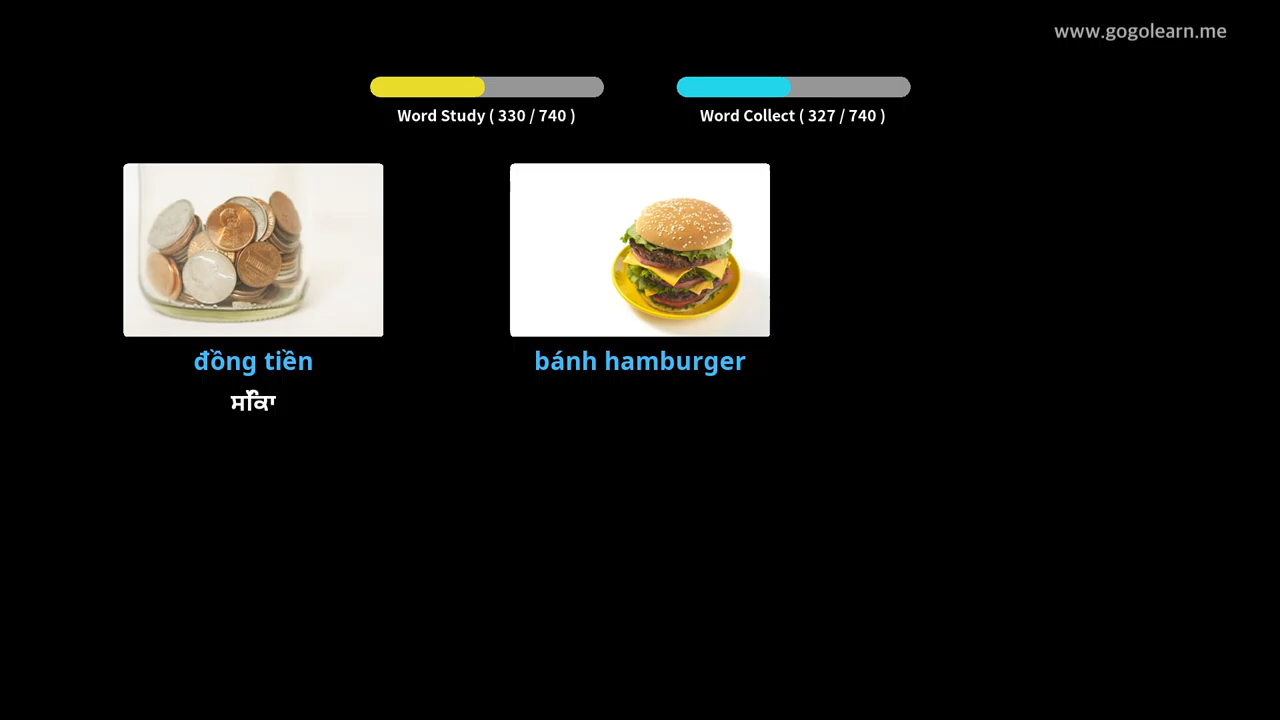 www.gogolearn.me
Word Study ( 330 / 740 )
Word Collect ( 327 / 740 )
đồng tiền
bánh hamburger
ਸਿੱਕਾ